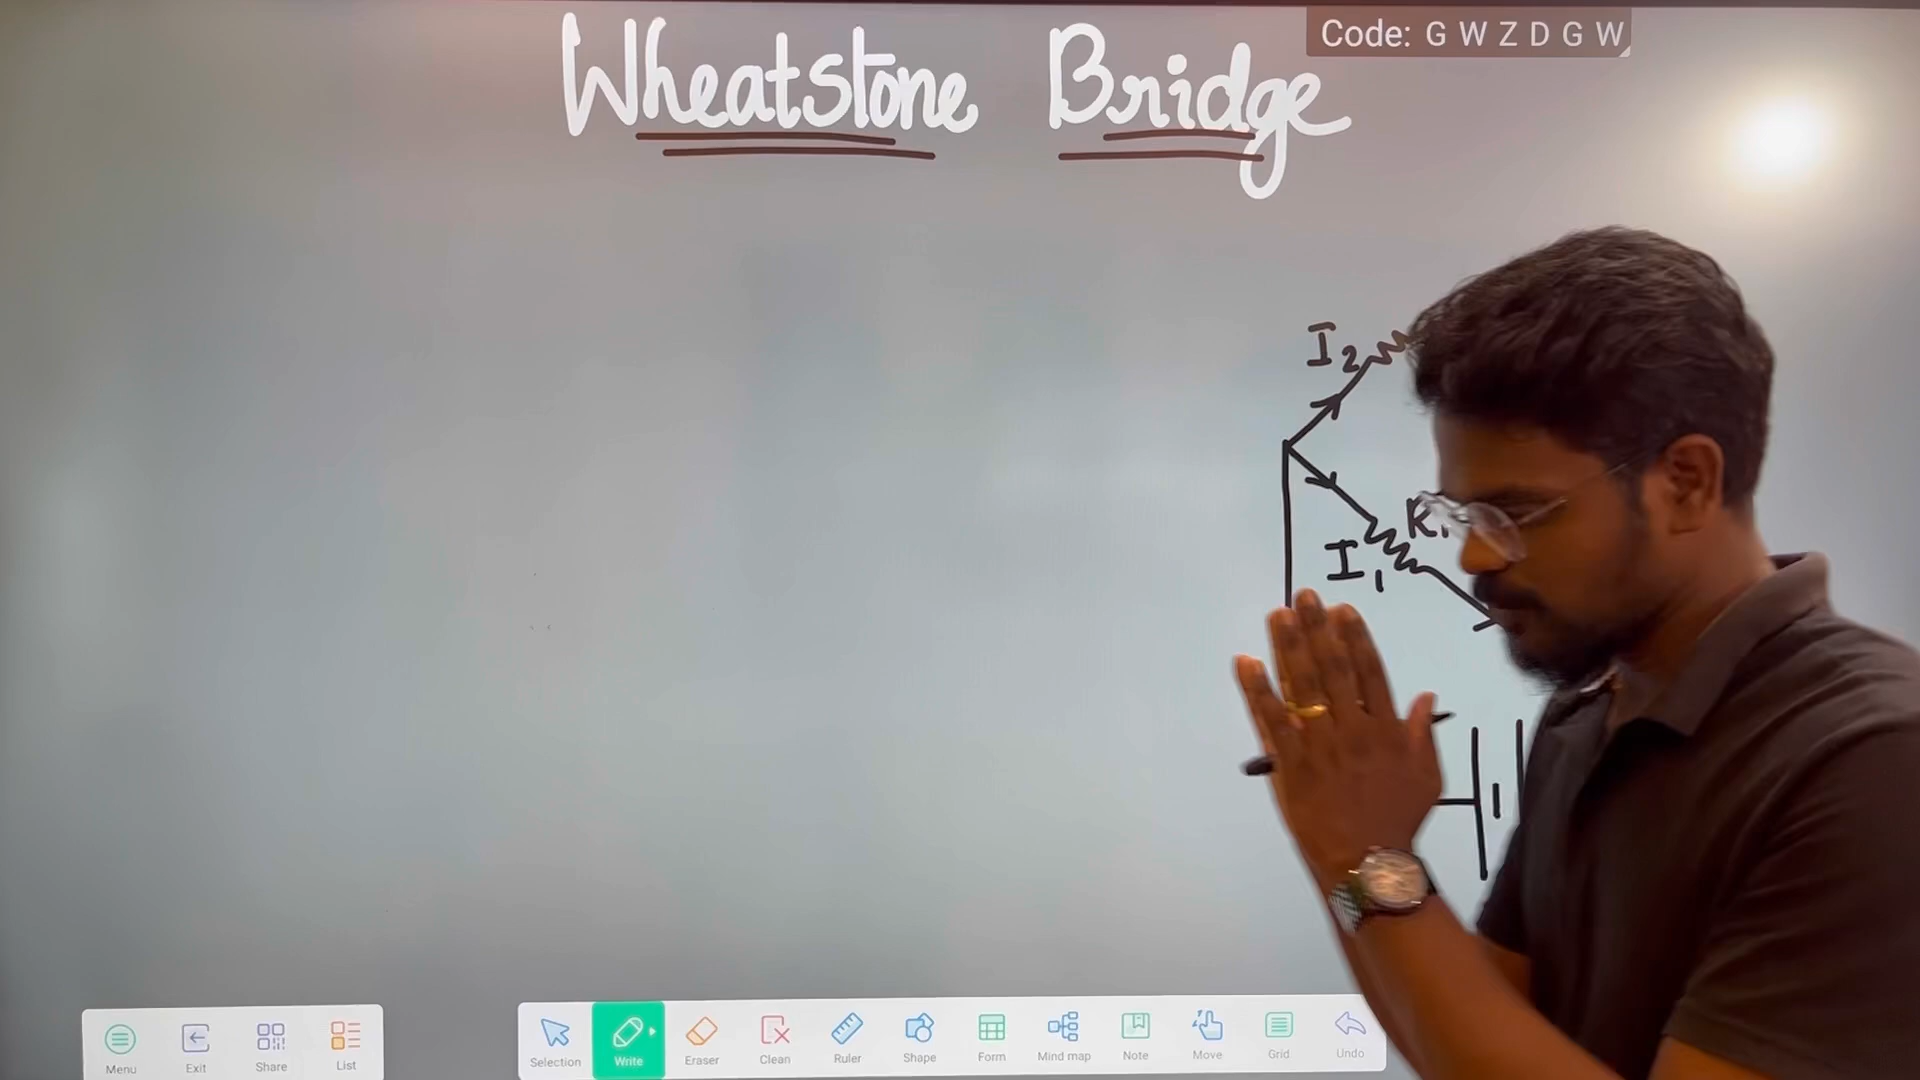 Code: G W Z D G W
Wheatstone Bridge
I₂
R₁
I₁
Menu Exit Share List
Selection Write Eraser Clean Ruler Shape Form Mind map Note Move Grid Undo